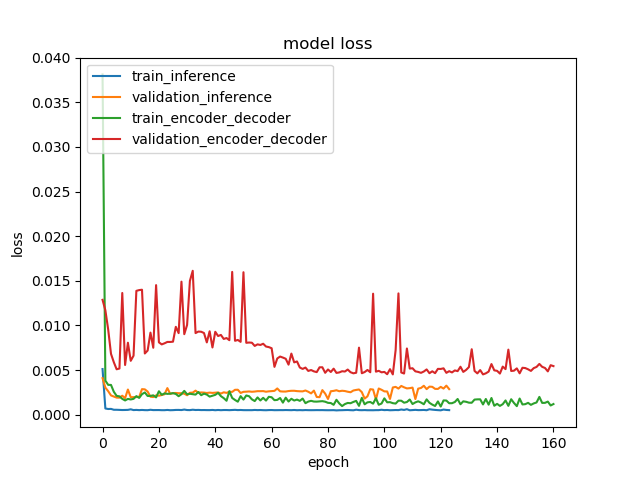 model loss
train_inference
validation_inference
train_encoder_decoder
validation_encoder_decoder
loss
0.040
0.035
0.030
0.025
0.020
0.015
0.010
0.005
0.000
0 20 40 60 80 100 120 140 160
epoch